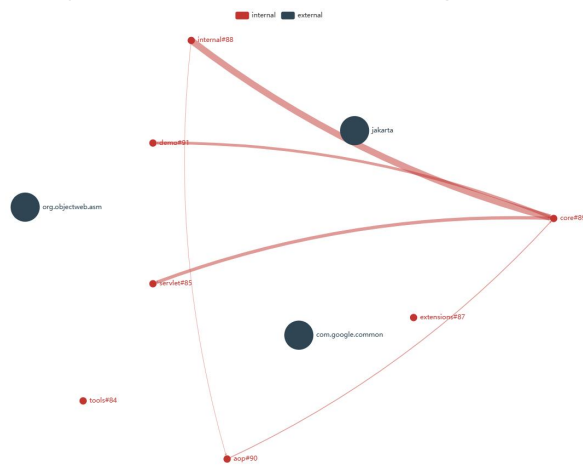 internal
external
internal#88
jakarta
demo#91
org.objectweb.asm
core#89
servlet#85
extensions#87
com.google.common
tools#84
aop#90